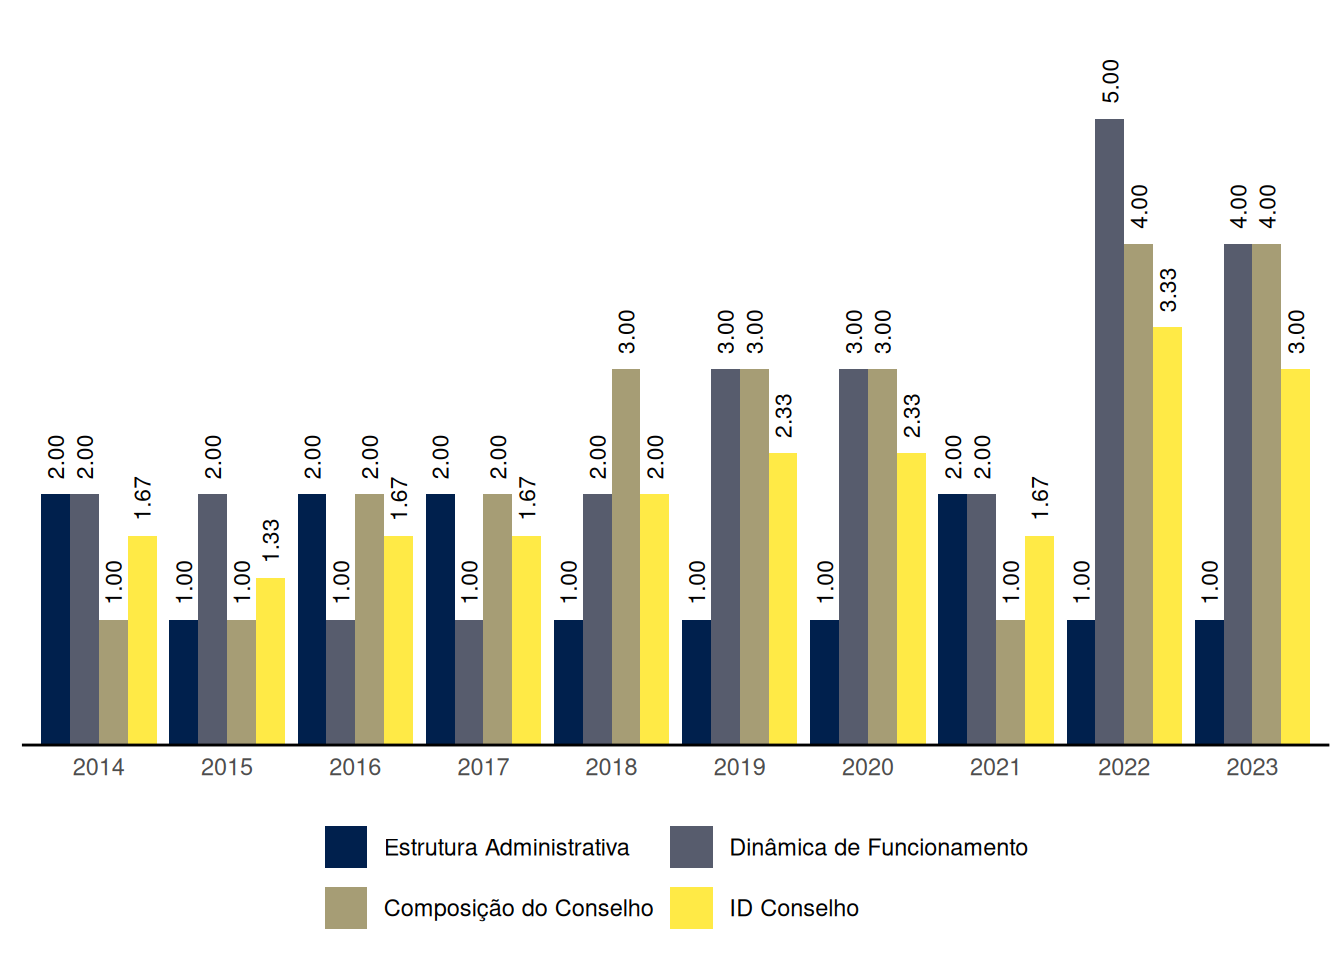 5.00
4.00
4.00 4.00
3.33
3.00 3.00 3.00 3.00 3.00 3.00
2.33 2.33
2.00 2.00 2.00 2.00 2.00 2.00 2.00 2.00 2.00 2.00 2.00
1.67 1.67 1.67 1.67
1.33
1.00 1.00 1.00 1.00 1.00 1.00 1.00 1.00 1.00 1.00 1.00
2014 2015 2016 2017 2018 2019 2020 2021 2022 2023
Estrutura Administrativa Dinâmica de Funcionamento
Composição do Conselho ID Conselho